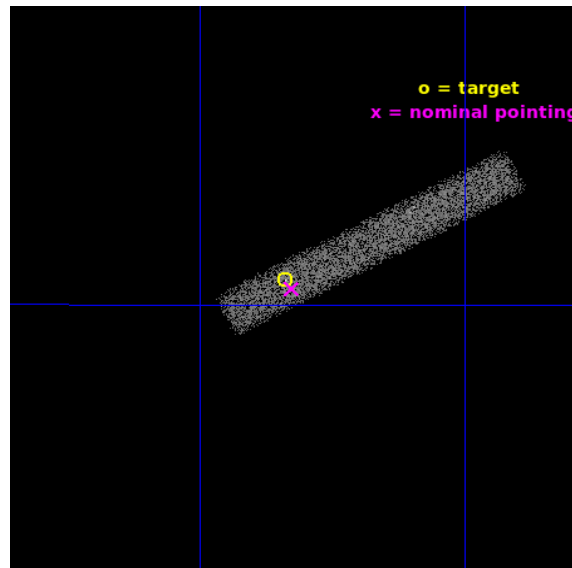 o = target
x = nominal pointing